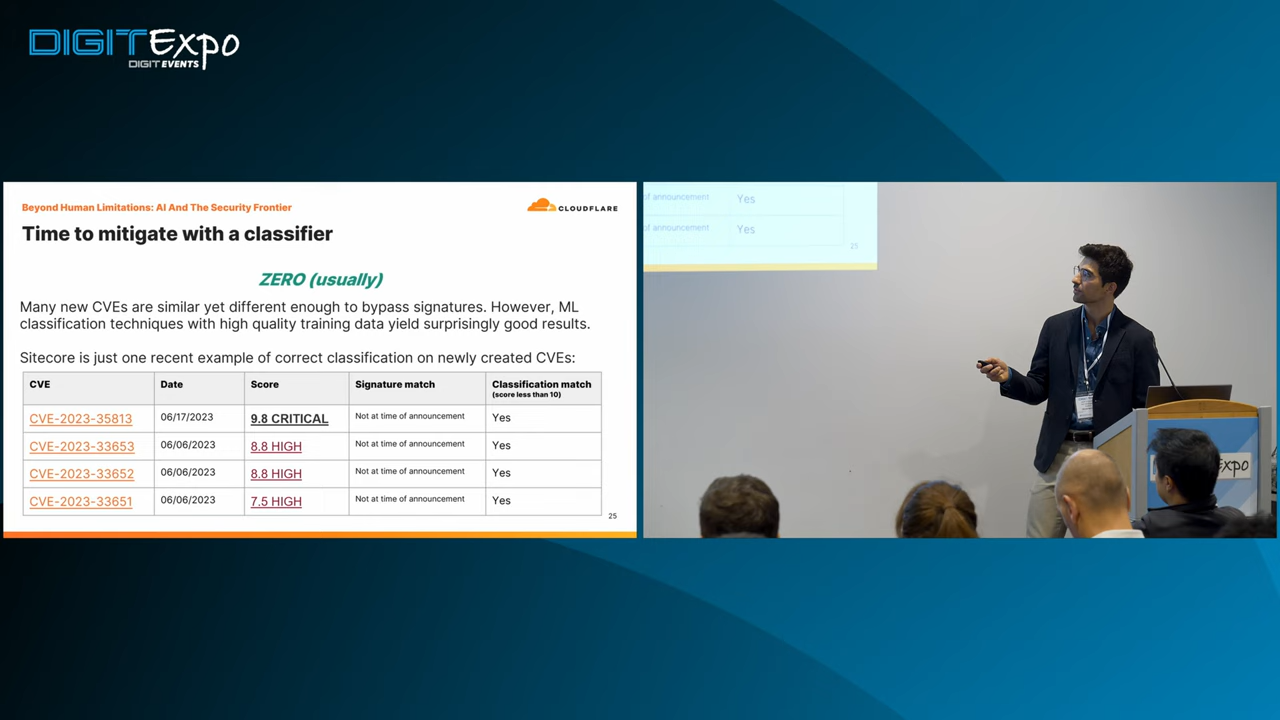 DIGIT Expo
DIGIT EVENTS
Beyond Human Limitations: AI And The Security Frontier
CLOUDFLARE
Time to mitigate with a classifier
ZERO (usually)
Many new CVEs are similar yet different enough to bypass signatures. However, ML
classification techniques with high quality training data yield surprisingly good results.
Sitecore is just one recent example of correct classification on newly created CVEs:
CVE Date Score Signature match Classification match
(score less than 10)
CVE-2023-35813 06/17/2023 9.8 CRITICAL Not at time of announcement Yes
CVE-2023-33653 06/06/2023 8.8 HIGH Not at time of announcement Yes
CVE-2023-33652 06/06/2023 8.8 HIGH Not at time of announcement Yes
CVE-2023-33651 06/06/2023 7.5 HIGH Not at time of announcement Yes
25
of announcement Yes
of announcement Yes
25
Expo